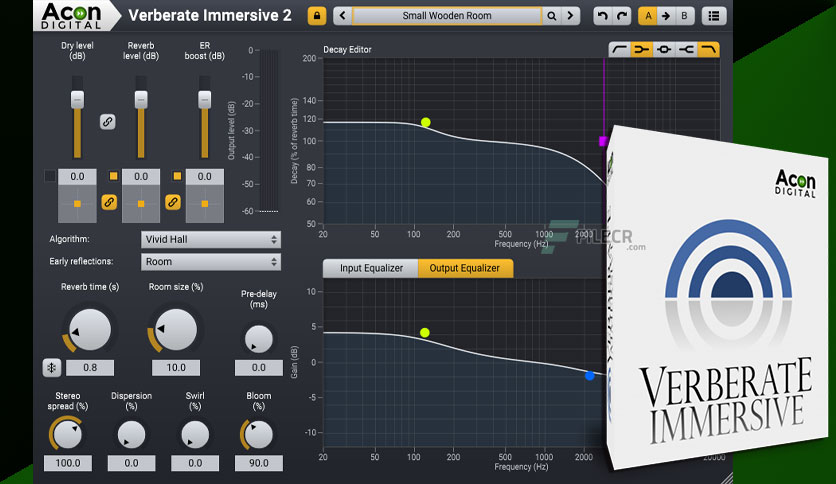 Acon
DIGITAL
Verberate Immersive 2
Small Wooden Room
A
B
Dry level
(dB)
Reverb
level (dB)
ER
boost (dB)
Output level (dB)
0
-10
-20
-30
-40
-50
-60
0.0
0.0
0.0
Algorithm:
Vivid Hall
Early reflections:
Room
Reverb time (s)
Room size (%)
Pre-delay
(ms)
0.8
10.0
0.0
Stereo
spread (%)
Dispersion
(%)
Swirl
(%)
Bloom
(%)
100.0
0.0
0.0
90.0
Decay Editor
Decay (% of reverb time)
200
140
120
100
80
70
60
50
20
50
100
200
500
1000
2000
Frequency (Hz)
FILECR
.com
Input Equalizer
Output Equalizer
Gain (dB)
10
5
0
-5
-10
20
50
100
200
500
1000
2000
20000
Frequency (Hz)
Acon
DIGITAL
VERBERATE
IMMERSIVE